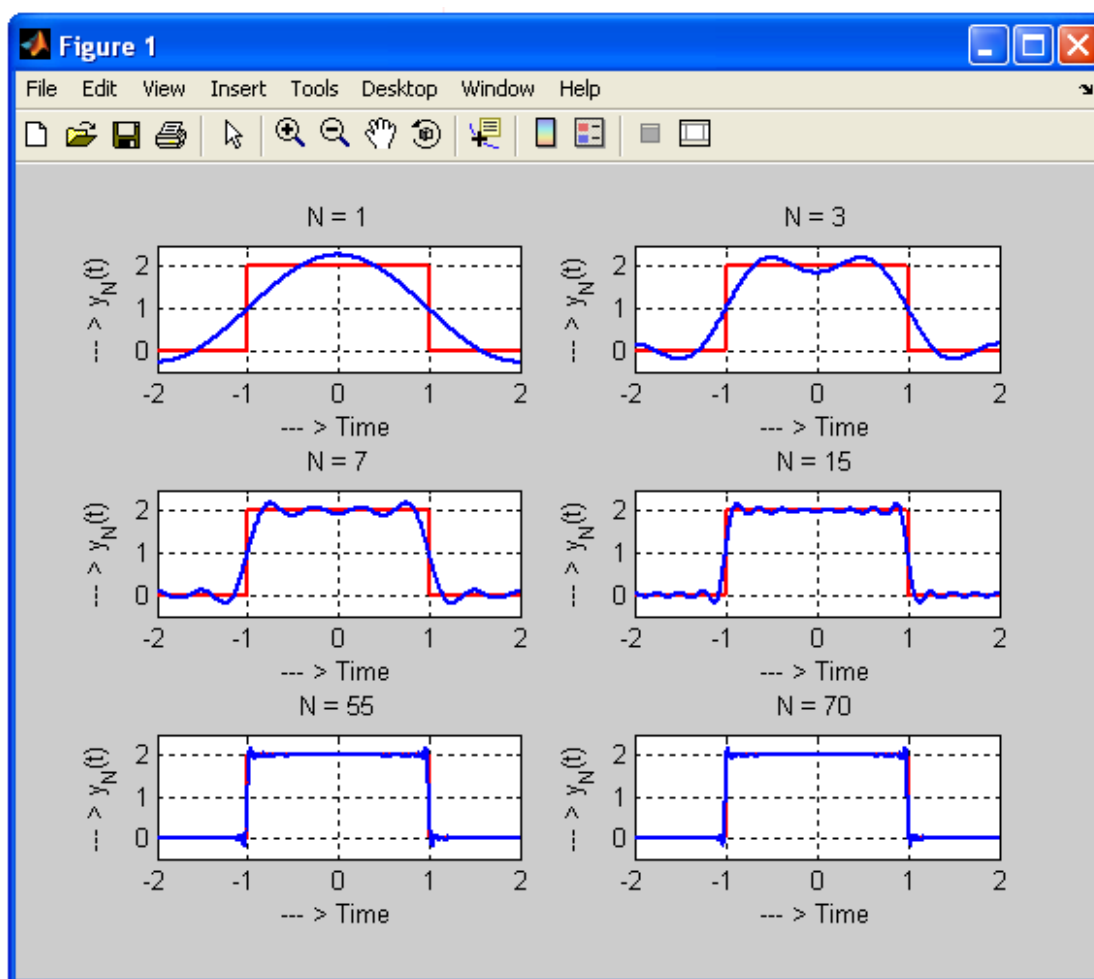 Figure 1
File Edit View Insert Tools Desktop Window Help
N = 1
--- > y_N(t)
2
1
0
-2 -1 0 1 2
--- > Time
N = 3
--- > y_N(t)
2
1
0
-2 -1 0 1 2
--- > Time
N = 7
--- > y_N(t)
2
1
0
-2 -1 0 1 2
--- > Time
N = 15
--- > y_N(t)
2
1
0
-2 -1 0 1 2
--- > Time
N = 55
--- > y_N(t)
2
1
0
-2 -1 0 1 2
--- > Time
N = 70
--- > y_N(t)
2
1
0
-2 -1 0 1 2
--- > Time